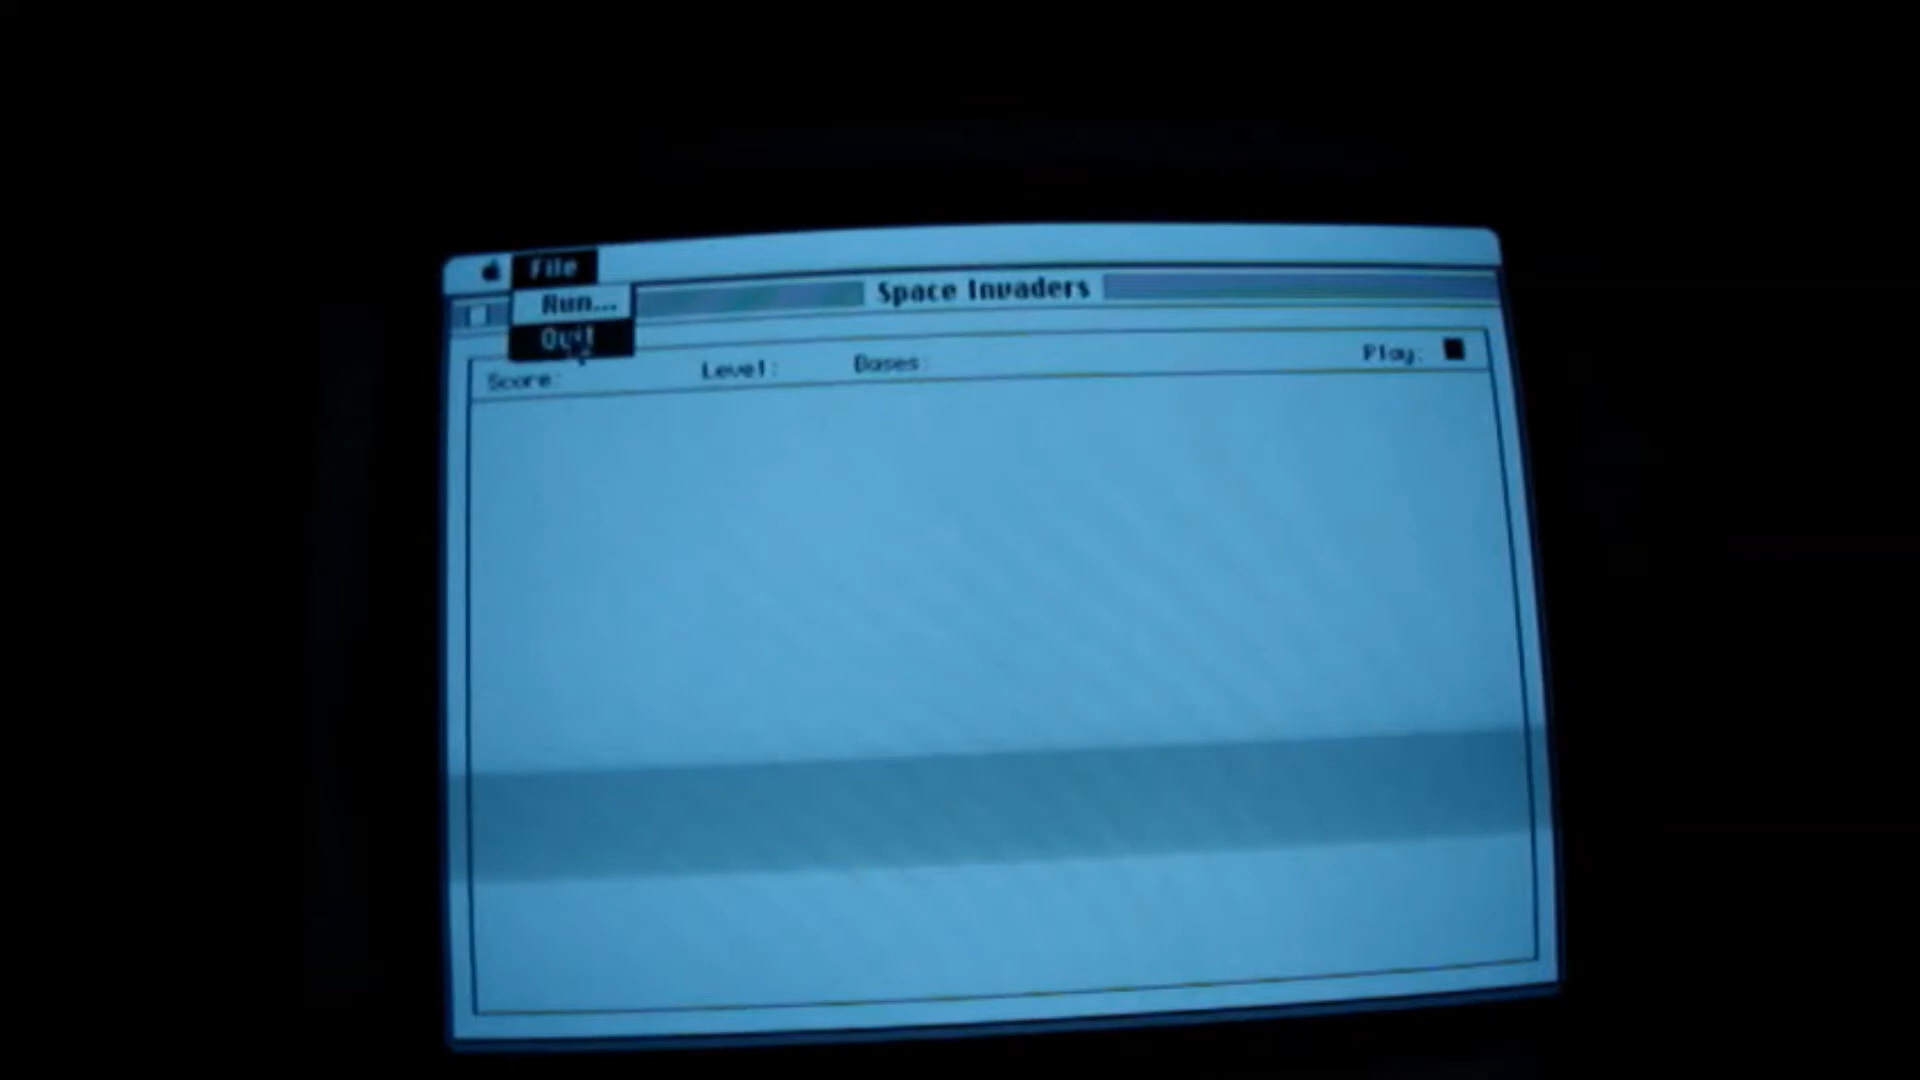 File
Run...
Quit
Space Invaders
Score:
Level:
Bases:
Play: